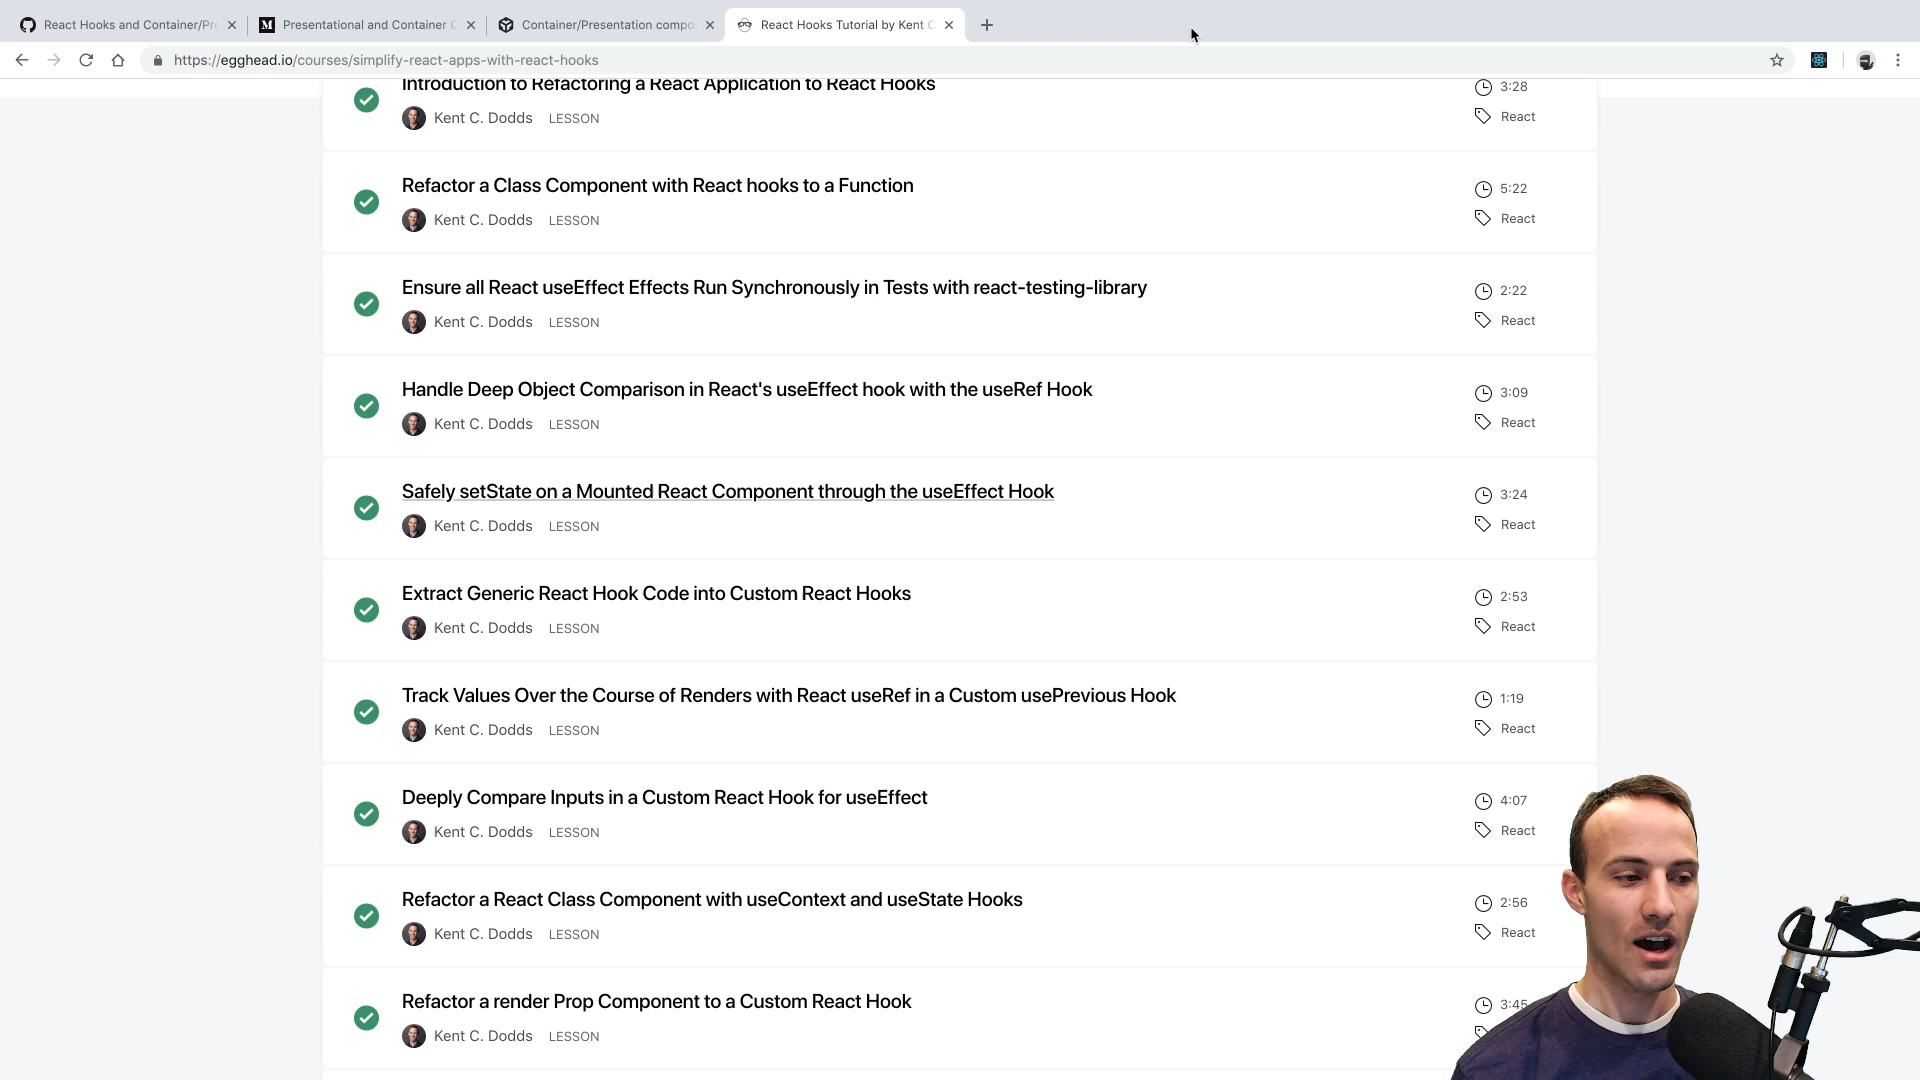 React Hooks and Container/Pre
Presentational and Container C
Container/Presentation compo
React Hooks Tutorial by Kent C
https://egghead.io/courses/simplify-react-apps-with-react-hooks
Introduction to Refactoring a React Application to React Hooks
3:28
Kent C. Dodds LESSON
React
Refactor a Class Component with React hooks to a Function
5:22
Kent C. Dodds LESSON
React
Ensure all React useEffect Effects Run Synchronously in Tests with react-testing-library
2:22
Kent C. Dodds LESSON
React
Handle Deep Object Comparison in React's useEffect hook with the useRef Hook
3:09
Kent C. Dodds LESSON
React
Safely setState on a Mounted React Component through the useEffect Hook
3:24
Kent C. Dodds LESSON
React
Extract Generic React Hook Code into Custom React Hooks
2:53
Kent C. Dodds LESSON
React
Track Values Over the Course of Renders with React useRef in a Custom usePrevious Hook
1:19
Kent C. Dodds LESSON
React
Deeply Compare Inputs in a Custom React Hook for useEffect
4:07
Kent C. Dodds LESSON
React
Refactor a React Class Component with useContext and useState Hooks
2:56
Kent C. Dodds LESSON
React
Refactor a render Prop Component to a Custom React Hook
3:45
Kent C. Dodds LESSON